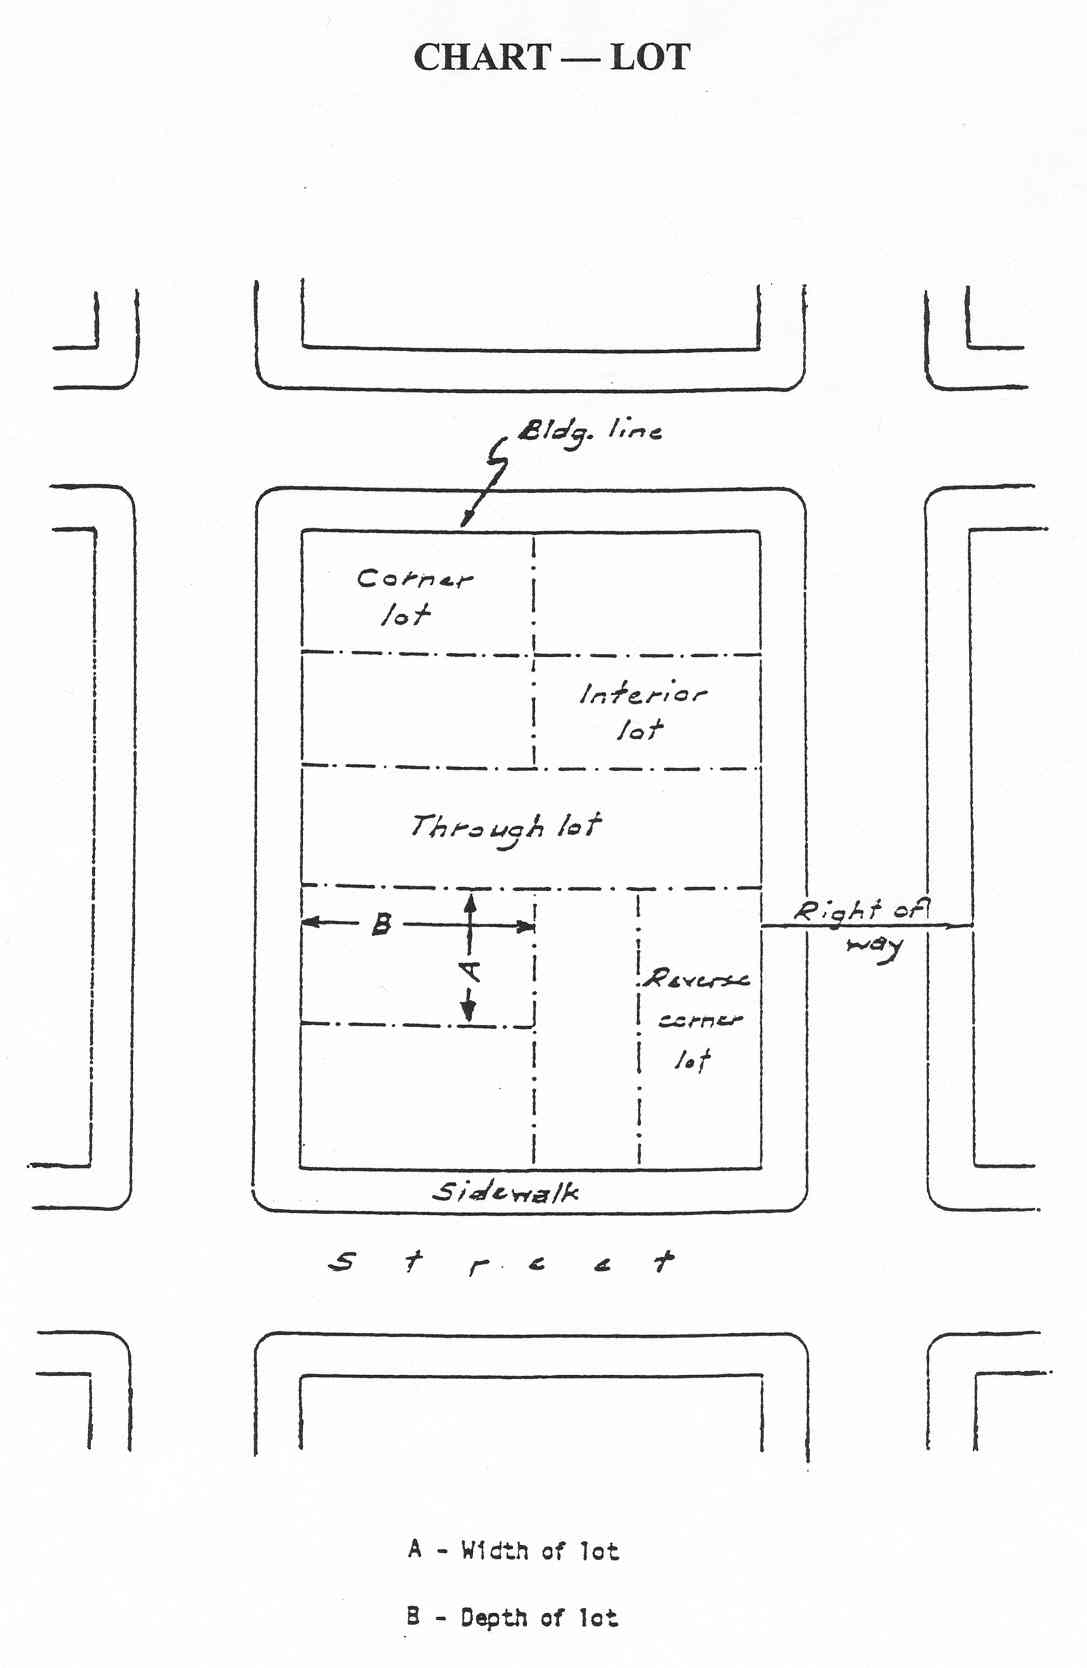 CHART — LOT
Bldg. line
Corner
lot
Interior
lot
Through lot
B
A
Right of
way
Reverse
corner
lot
Sidewalk
Street
A - Width of lot
B - Depth of lot